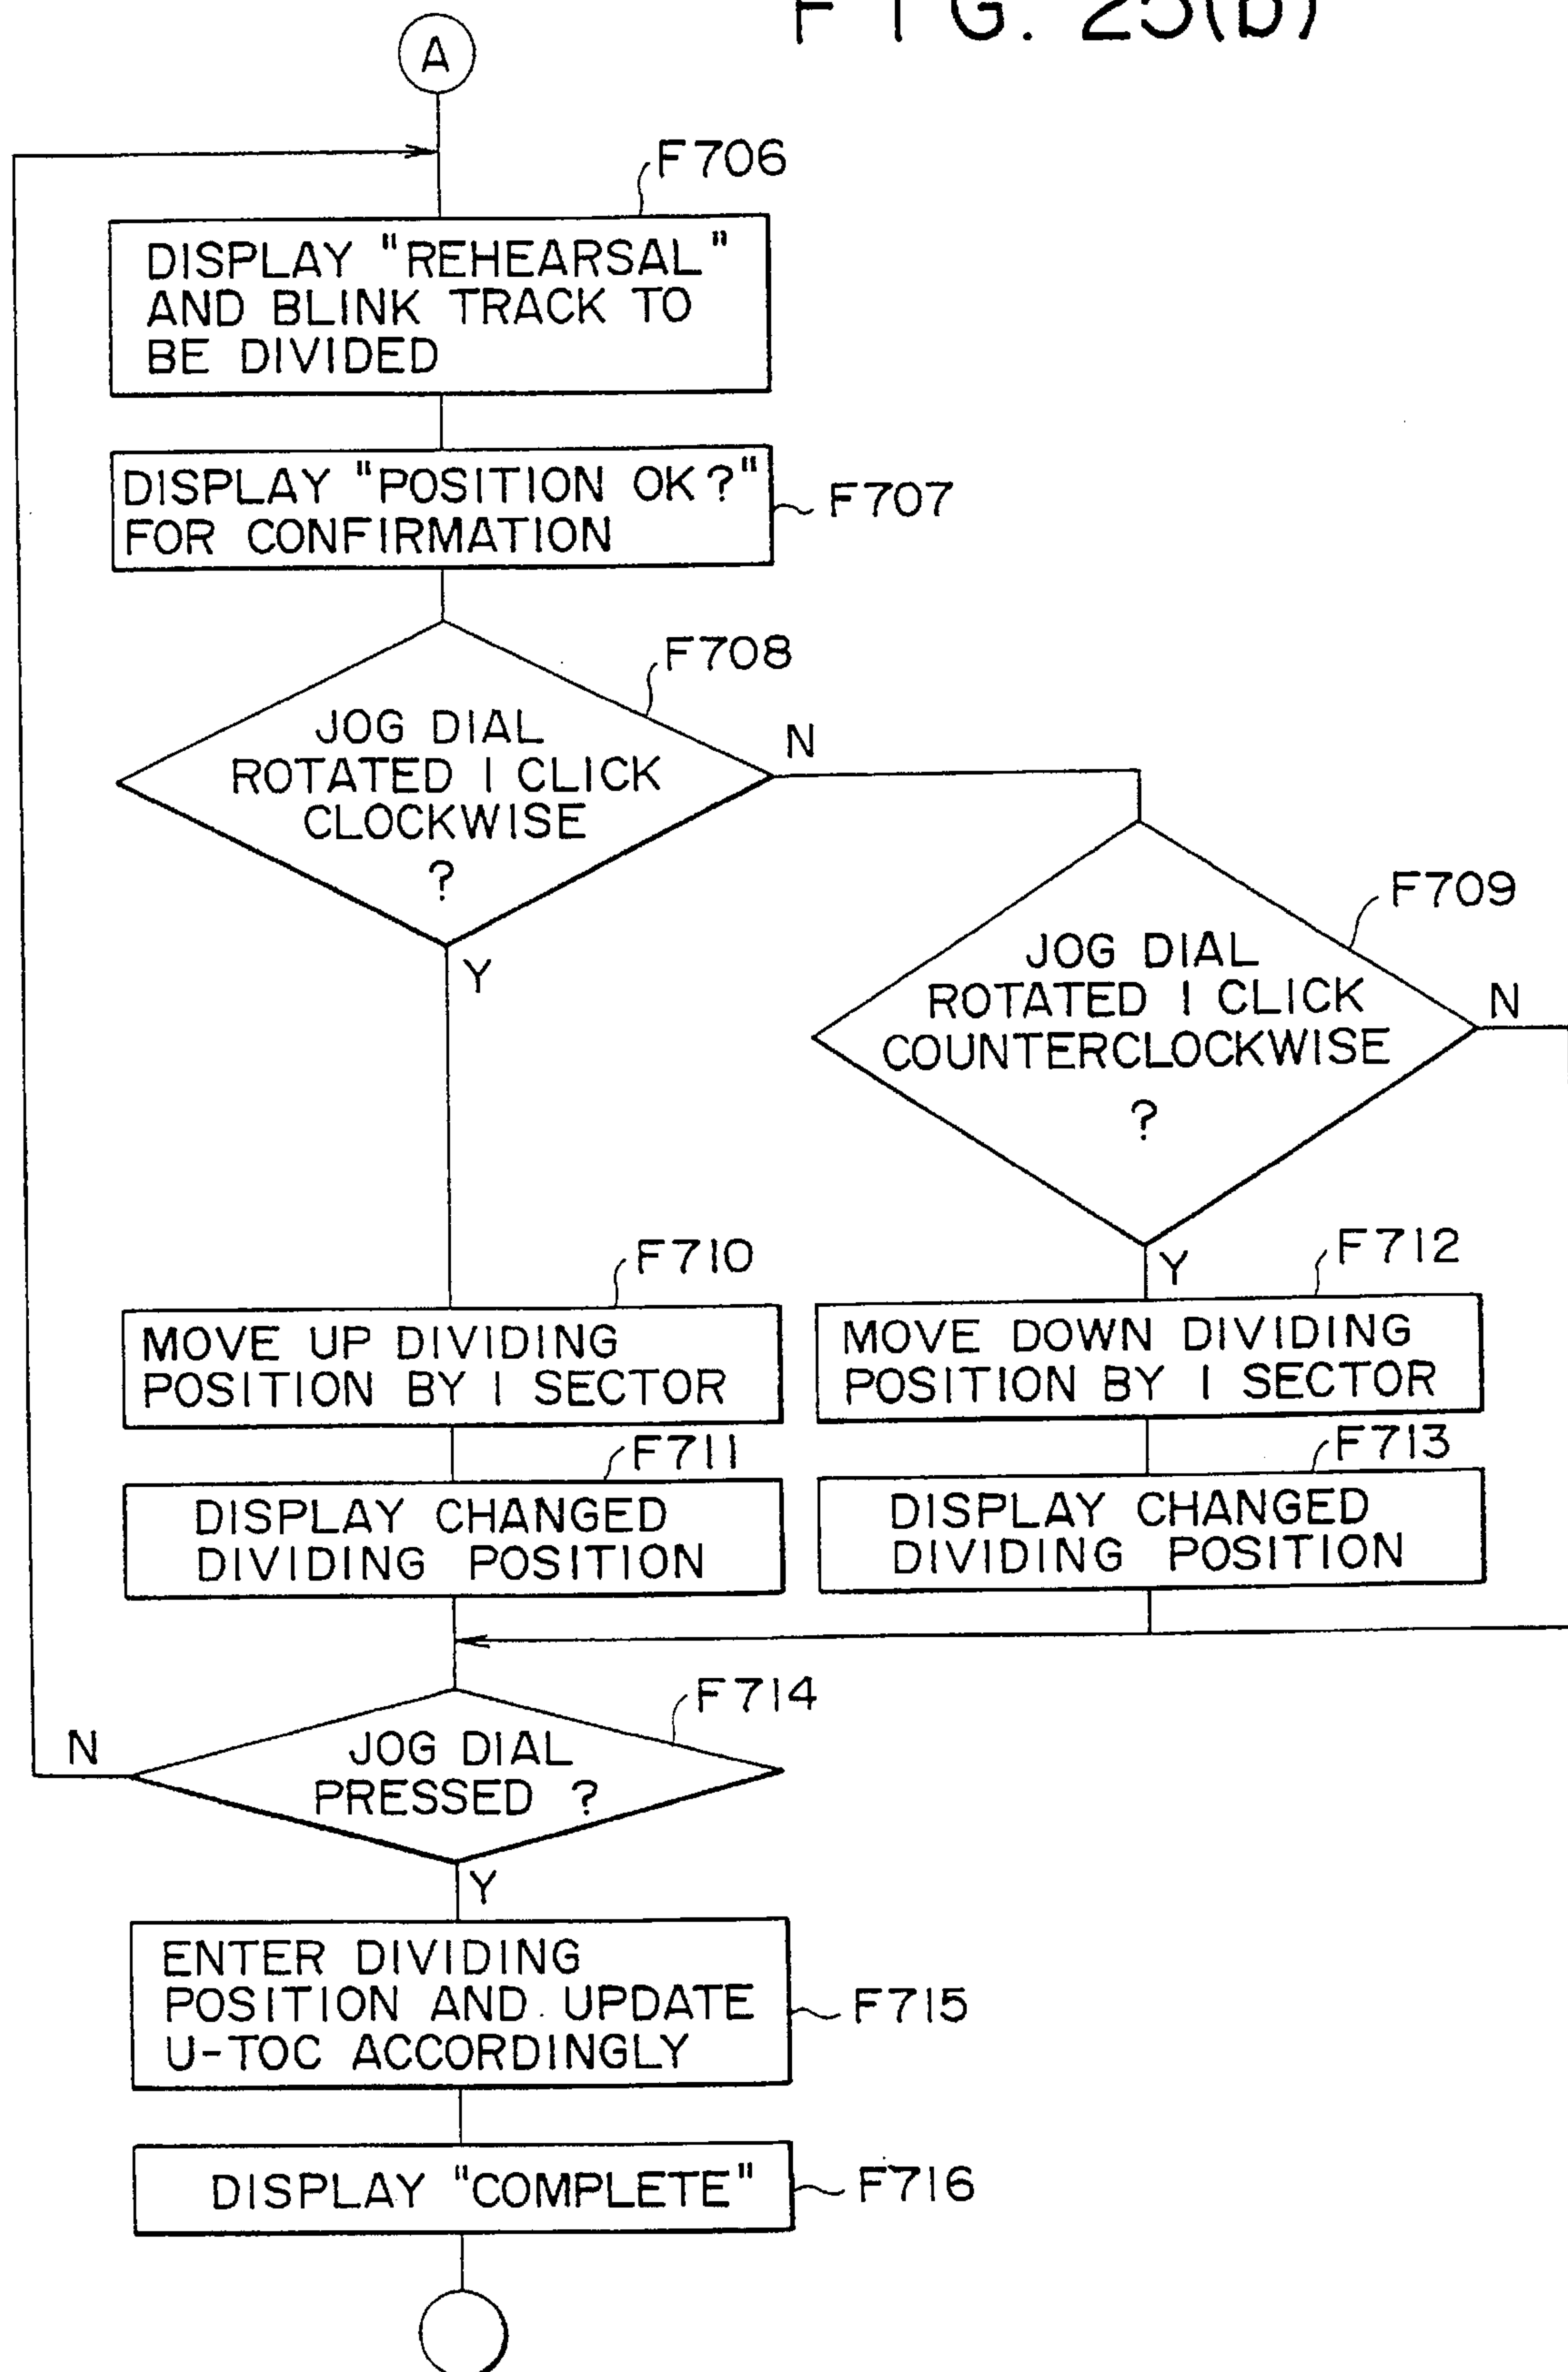 FIG. 25(b)
A
F706
DISPLAY "REHEARSAL"
AND BLINK TRACK TO
BE DIVIDED
DISPLAY "POSITION OK?"
FOR CONFIRMATION
F707
F708
JOG DIAL
ROTATED 1 CLICK
CLOCKWISE
?
N
Y
F709
JOG DIAL
ROTATED 1 CLICK
COUNTERCLOCKWISE
?
N
Y
F710
MOVE UP DIVIDING
POSITION BY 1 SECTOR
F712
MOVE DOWN DIVIDING
POSITION BY 1 SECTOR
F711
DISPLAY CHANGED
DIVIDING POSITION
F713
DISPLAY CHANGED
DIVIDING POSITION
F714
JOG DIAL
PRESSED ?
N
Y
ENTER DIVIDING
POSITION AND UPDATE
U-TOC ACCORDINGLY
F715
DISPLAY "COMPLETE"
F716